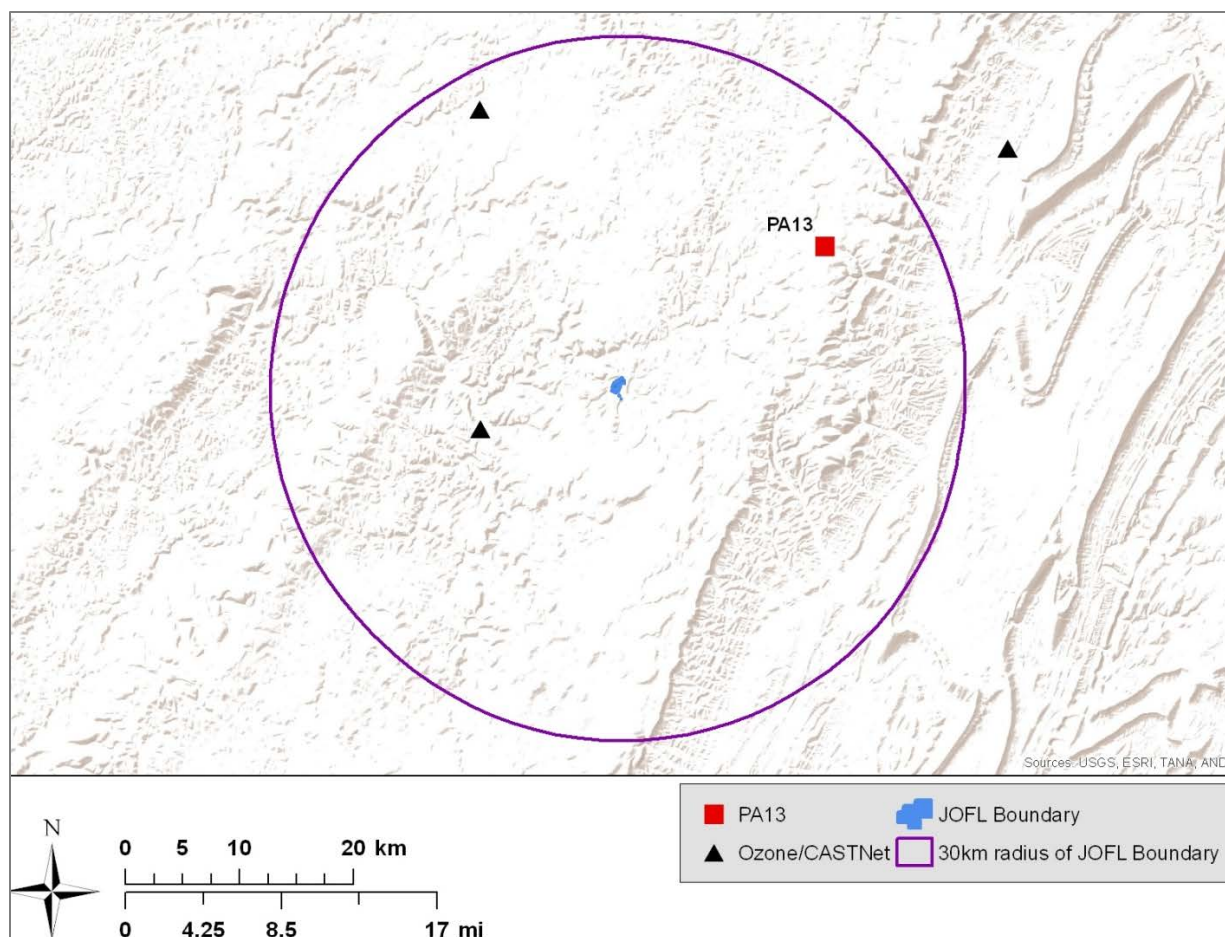 PA13
Sources: USGS, ESRI, TANA, AND
N
0 5 10 20 km
0 4.25 8.5 17 mi
PA13
JOFL Boundary
Ozone/CASTNet
30km radius of JOFL Boundary